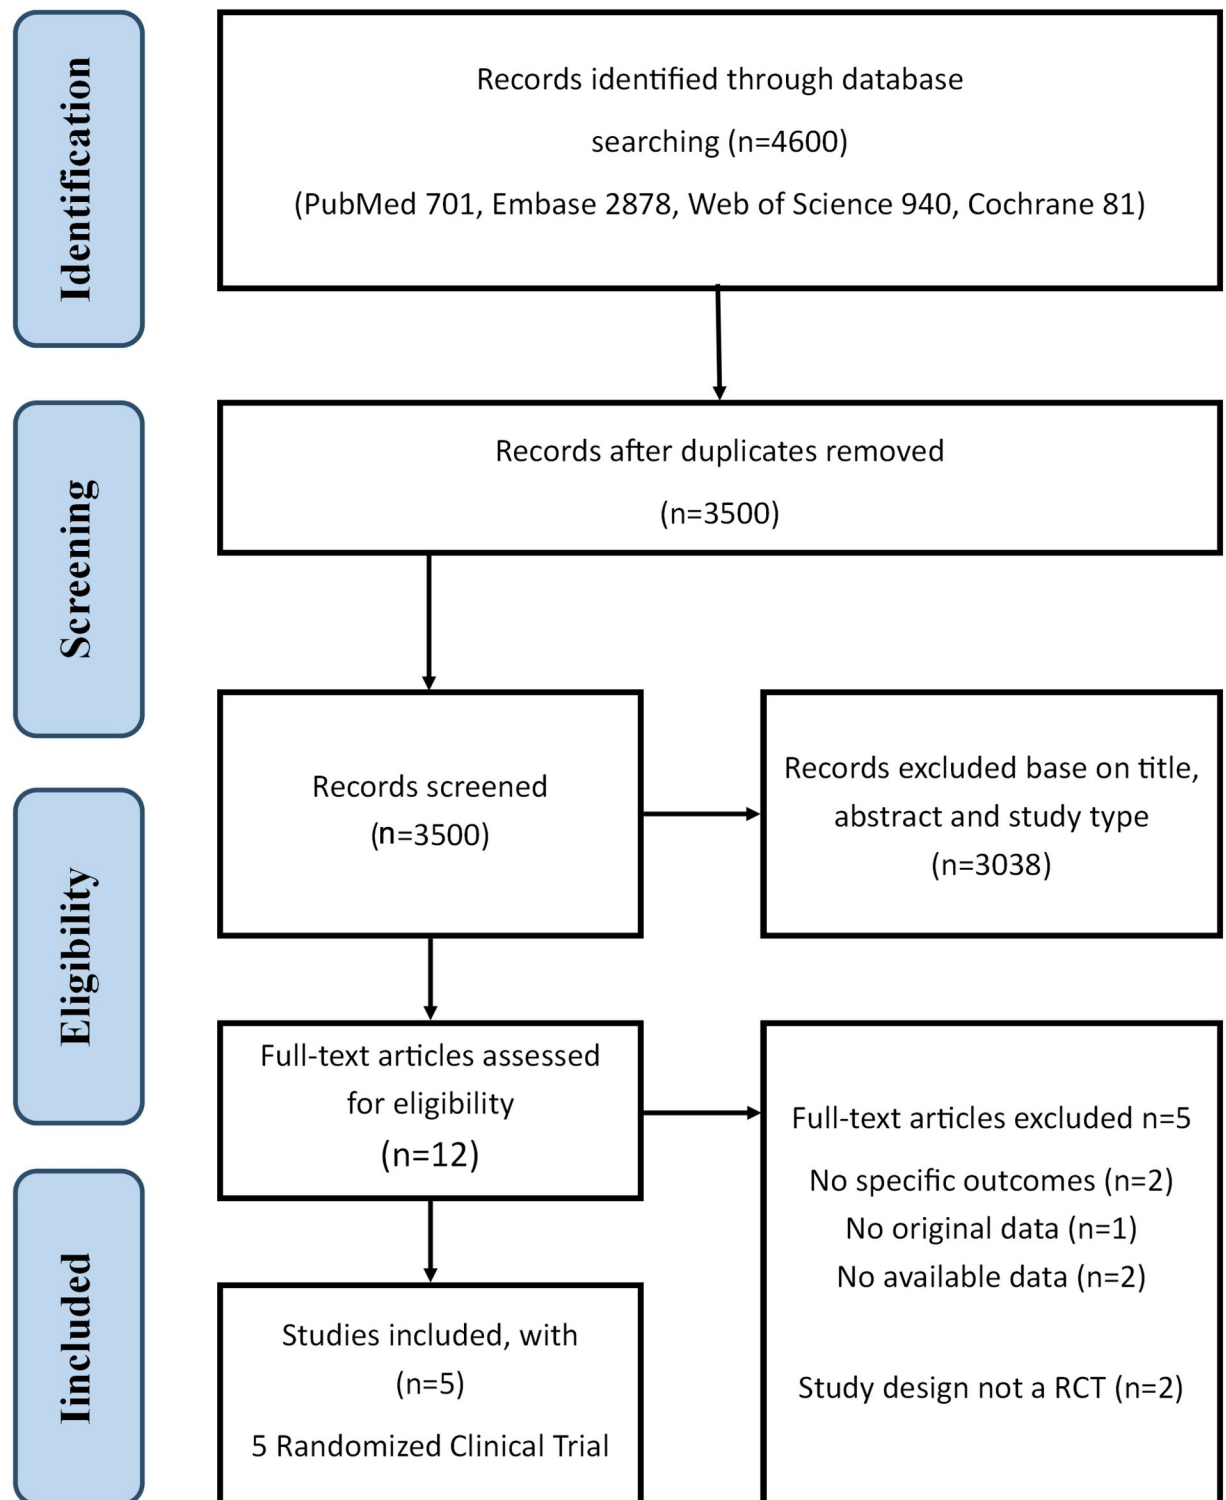 Identification
Records identified through database
searching (n=4600)
(PubMed 701, Embase 2878, Web of Science 940, Cochrane 81)
Screening
Records after duplicates removed
(n=3500)
Records screened
(n=3500)
Records excluded base on title,
abstract and study type
(n=3038)
Eligibility
Full-text articles assessed
for eligibility
(n=12)
Full-text articles excluded n=5
No specific outcomes (n=2)
No original data (n=1)
No available data (n=2)
Study design not a RCT (n=2)
Iincluded
Studies included, with
(n=5)
5 Randomized Clinical Trial